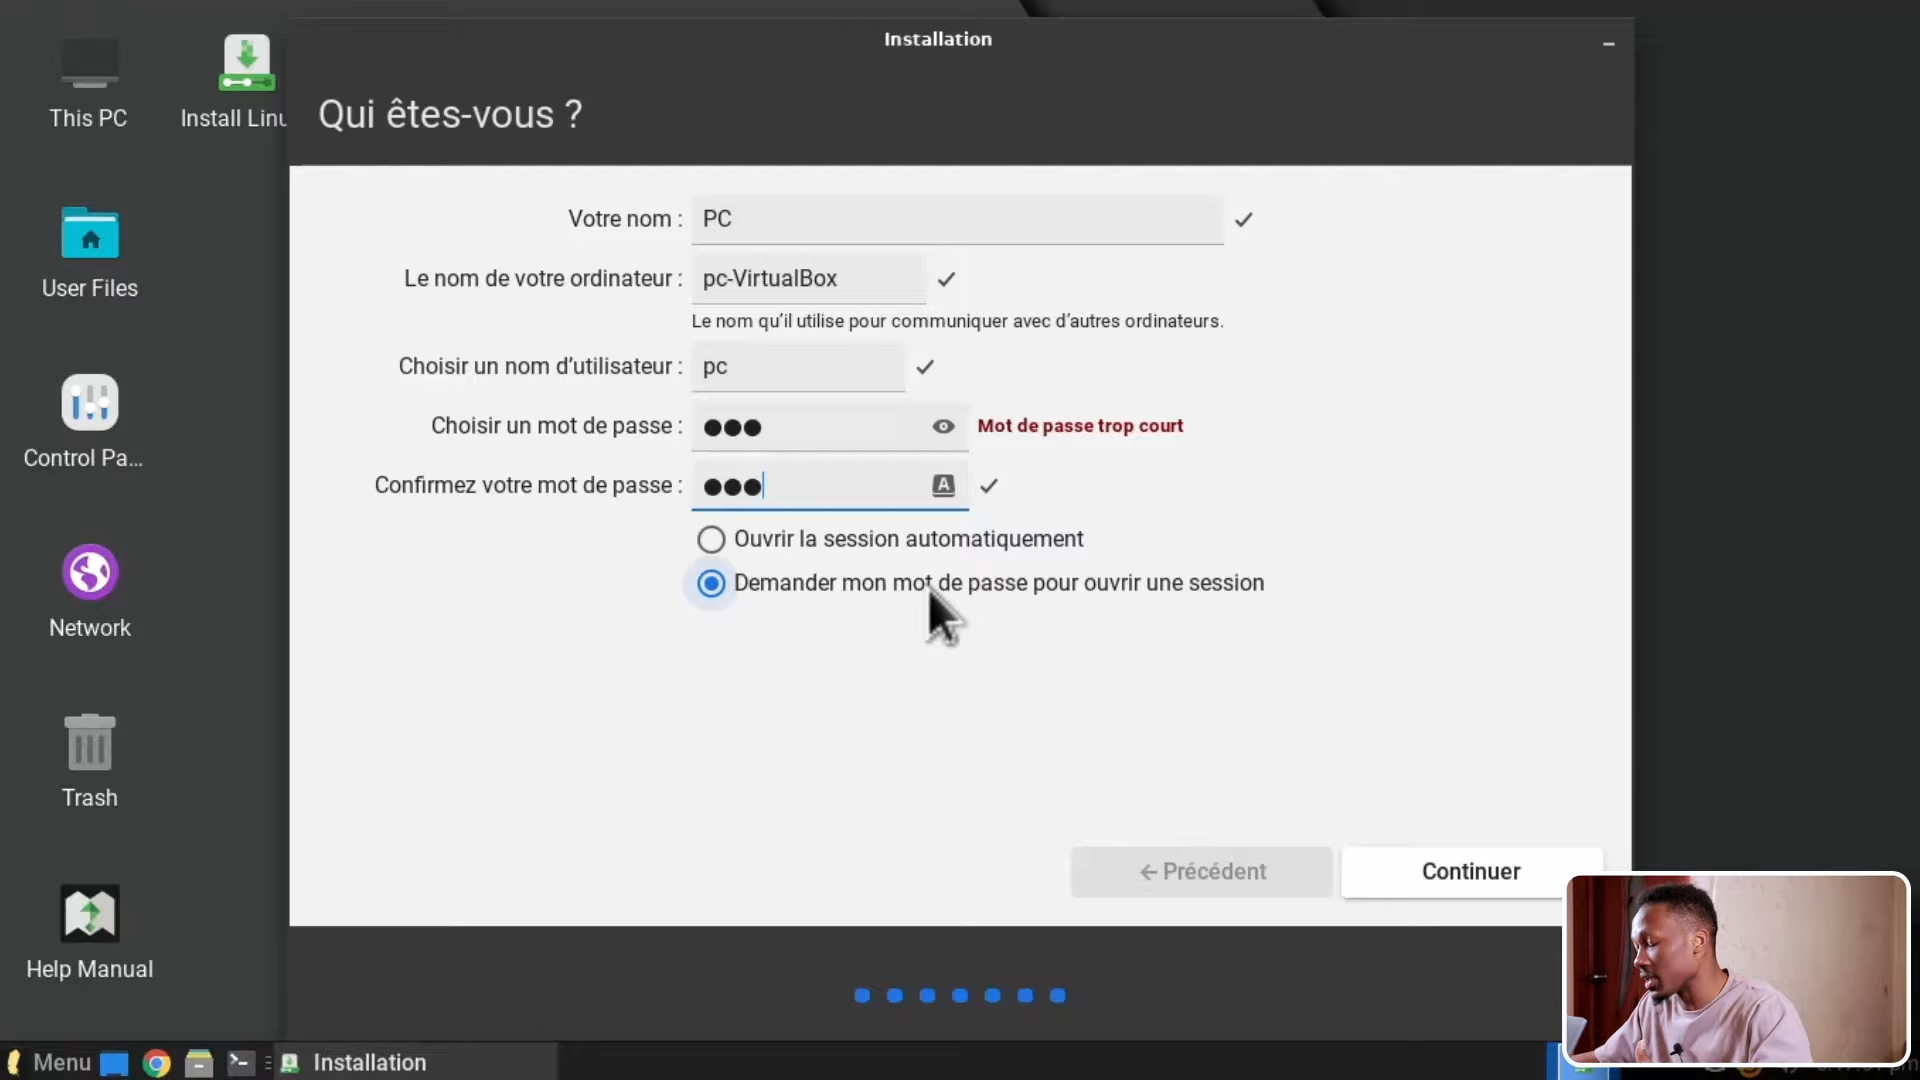 Installation
This PC
Install Linu
Qui êtes-vous ?
Votre nom : PC
Le nom de votre ordinateur : pc-VirtualBox
Le nom qu’il utilise pour communiquer avec d’autres ordinateurs.
User Files
Choisir un nom d’utilisateur : pc
Choisir un mot de passe : Mot de passe trop court
Control Pa...
Confirmez votre mot de passe : A
Ouvrir la session automatiquement
Demander mon mot de passe pour ouvrir une session
Network
Trash
← Précédent
Continuer
Help Manual
Menu
Installation